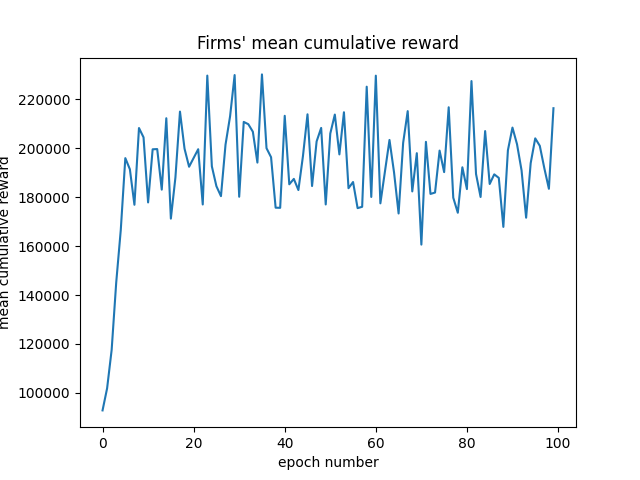 Firms' mean cumulative reward
mean cumulative reward
220000
200000
180000
160000
140000
120000
100000
0 20 40 60 80 100
epoch number